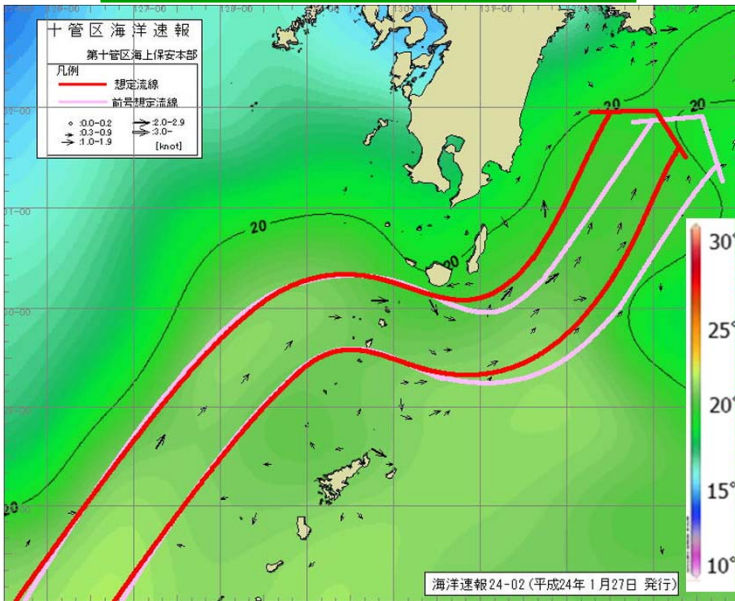 十管区海洋速報
第十管区海上保安本部
凡例
想定流線
前号想定流線
:0.0-0.2
:0.3-0.9
:1.0-1.9
:2.0-2.9
:3.0-
[knot]
20
20
20
20
20
30°
25°
20°
15°
10°
海洋速報24-02(平成24年1月27日 発行)